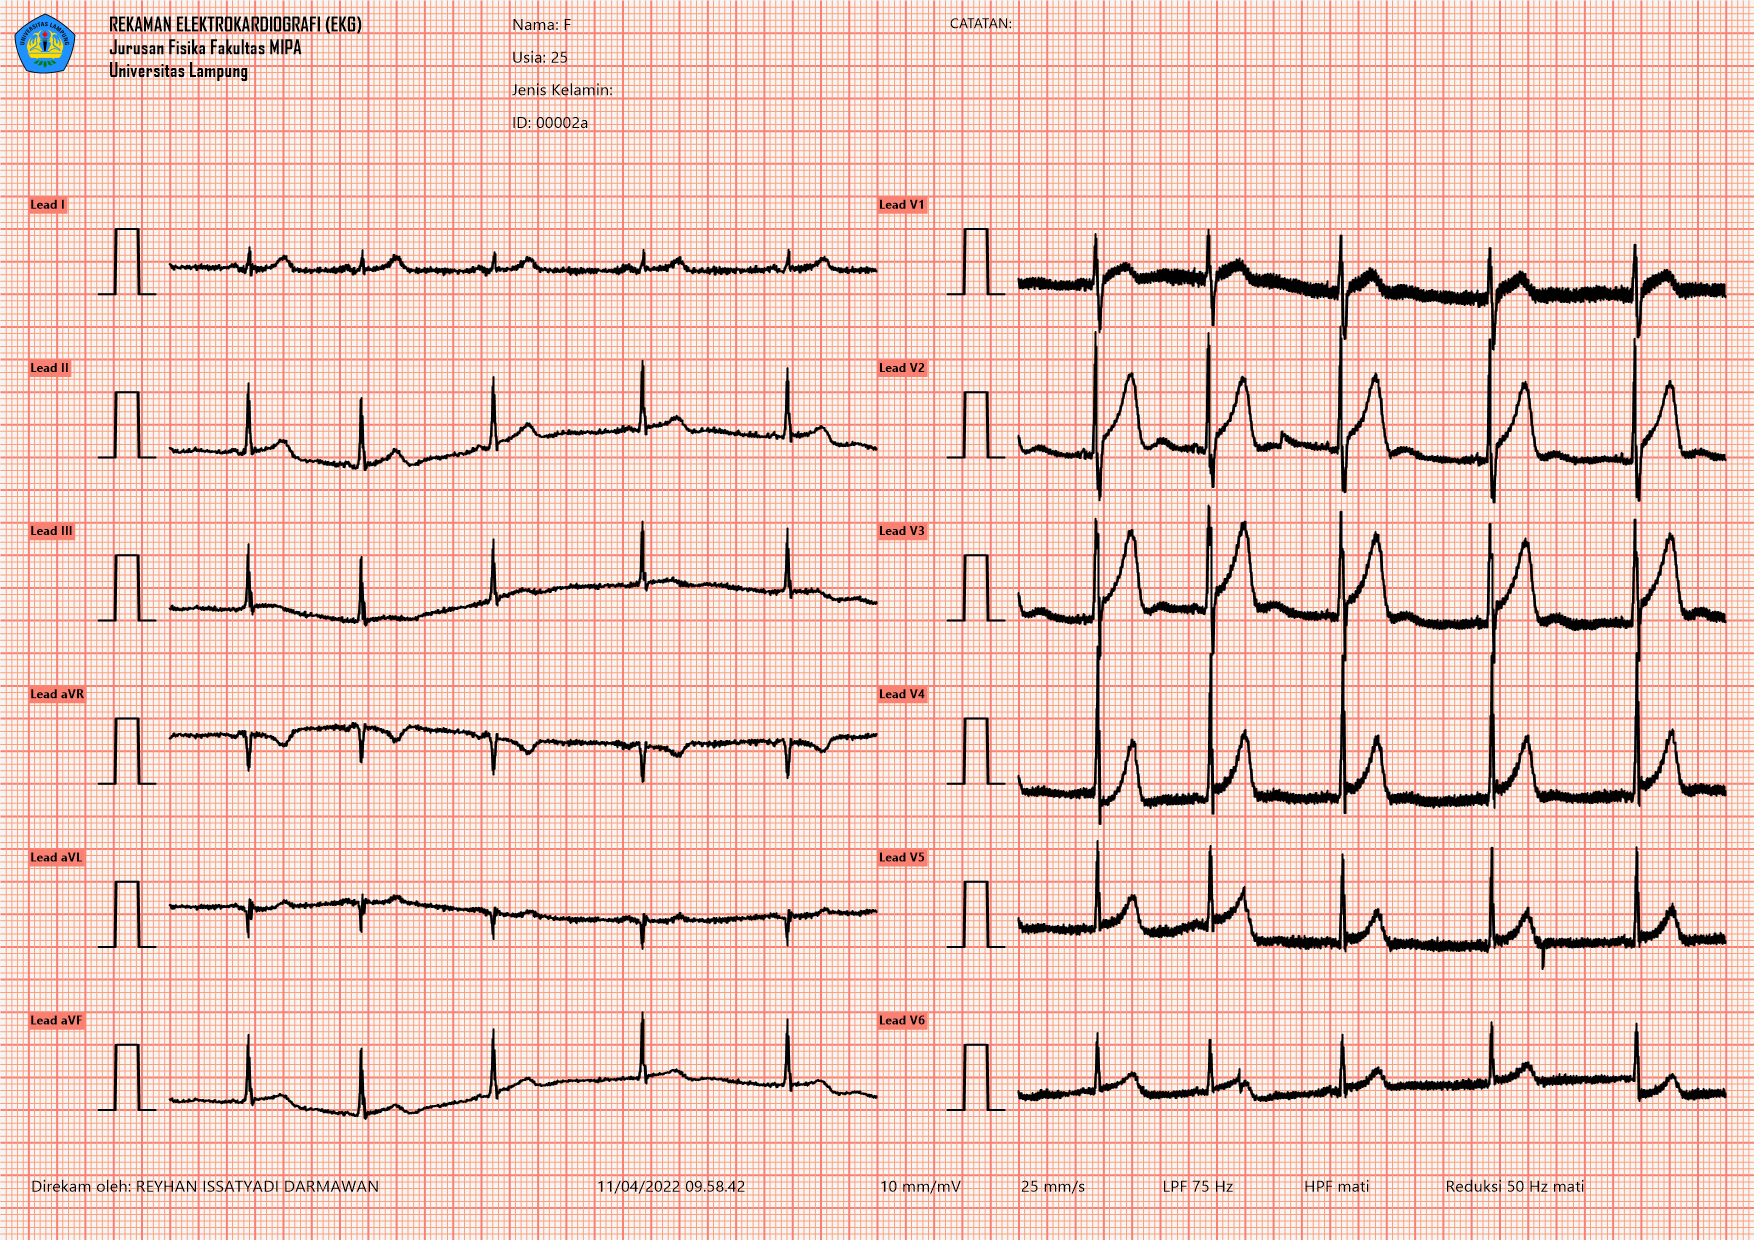 REKAMAN ELEKTROKARDIOGRAFI (EKG)
Jurusan Fisika Fakultas MIPA
Universitas Lampung
UNIVERSITAS LAMPUNG
Nama: F
Usia: 25
Jenis Kelamin:
ID: 00002a
CATATAN:
Lead I
Lead V1
Lead II
Lead V2
Lead III
Lead V3
Lead aVR
Lead V4
Lead aVL
Lead V5
Lead aVF
Lead V6
Direkam oleh: REYHAN ISSATYADI DARMAWAN
11/04/2022 09.58.42
10 mm/mV
25 mm/s
LPF 75 Hz
HPF mati
Reduksi 50 Hz mati